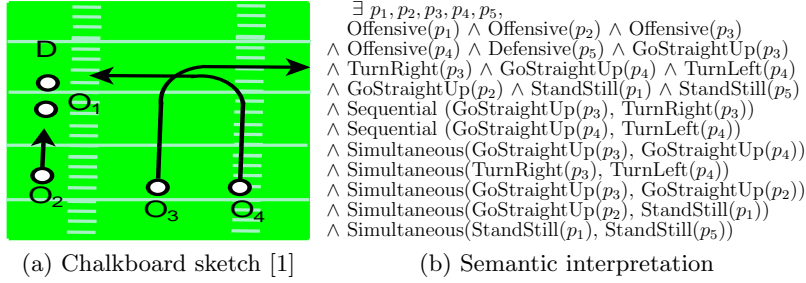 D
O₁
O₂
O₃
O₄
(a) Chalkboard sketch [1]
∃ p₁, p₂, p₃, p₄, p₅,
Offensive(p₁) ∧ Offensive(p₂) ∧ Offensive(p₃)
∧ Offensive(p₄) ∧ Defensive(p₅) ∧ GoStraightUp(p₃)
∧ TurnRight(p₃) ∧ GoStraightUp(p₄) ∧ TurnLeft(p₄)
∧ GoStraightUp(p₂) ∧ StandStill(p₁) ∧ StandStill(p₅)
∧ Sequential (GoStraightUp(p₃), TurnRight(p₃))
∧ Sequential (GoStraightUp(p₄), TurnLeft(p₄))
∧ Simultaneous(GoStraightUp(p₃), GoStraightUp(p₄))
∧ Simultaneous(TurnRight(p₃), TurnLeft(p₄))
∧ Simultaneous(GoStraightUp(p₃), GoStraightUp(p₂))
∧ Simultaneous(GoStraightUp(p₂), StandStill(p₁))
∧ Simultaneous(StandStill(p₁), StandStill(p₅))
(b) Semantic interpretation